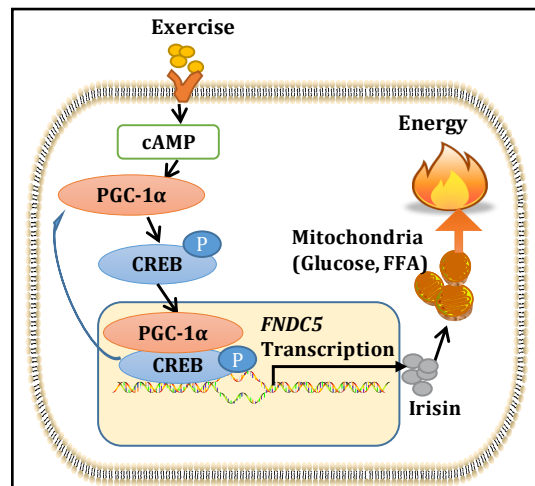 Exercise
cAMP
PGC-1α
P
CREB
PGC-1α
CREB
P
FNDC5
Transcription
Irisin
Mitochondria
(Glucose, FFA)
Energy